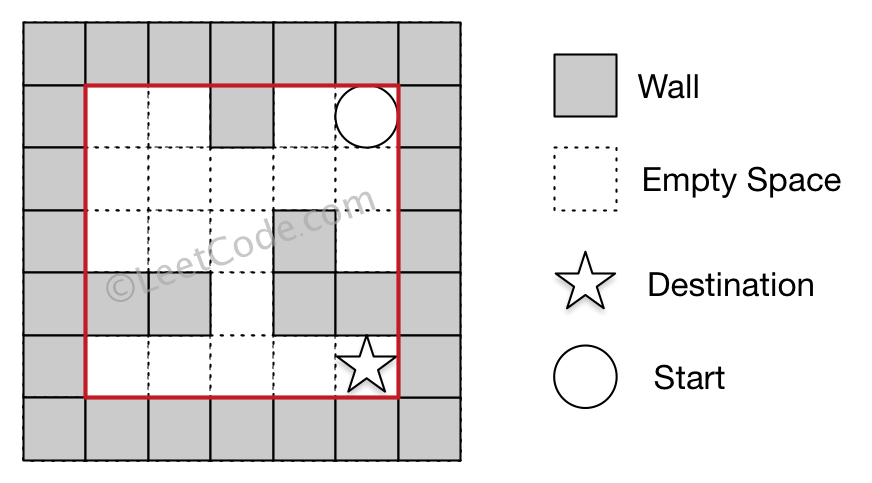 Wall
Empty Space
©LeetCode.com
Destination
Start